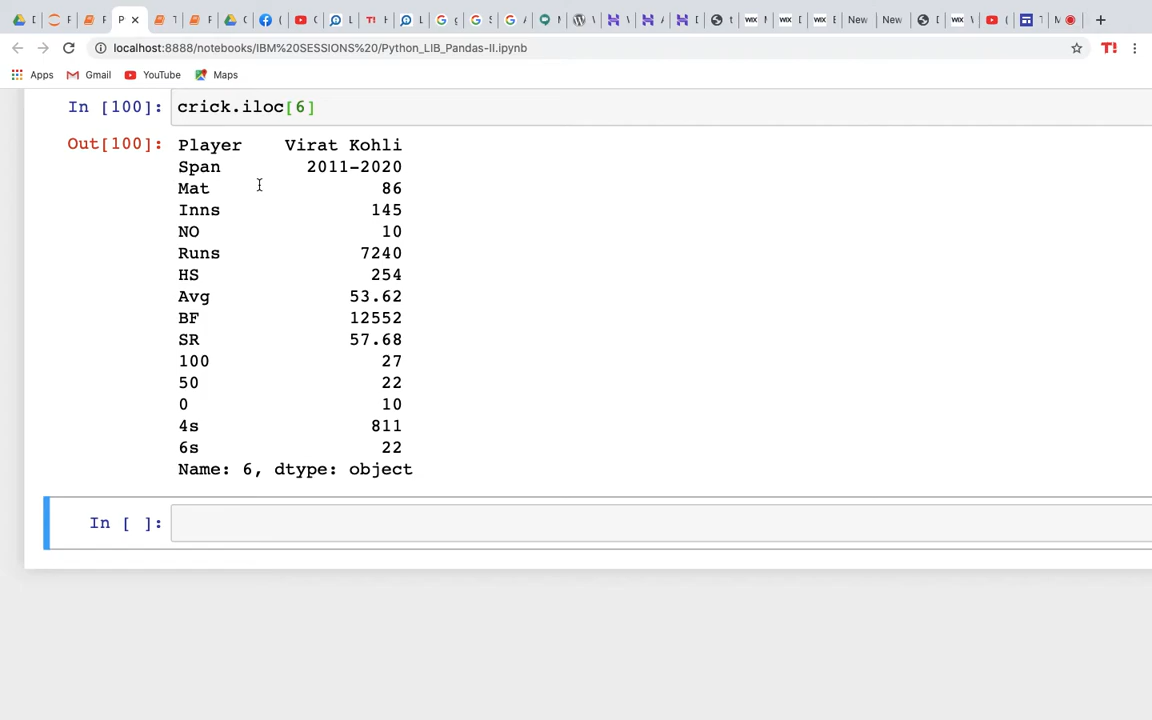 localhost:8888/notebooks/IBM%20SESSIONS%20/Python_LIB_Pandas-II.ipynb
Apps Gmail YouTube Maps
In [100]: crick.iloc[6]
Out[100]: Player Virat Kohli
Span 2011-2020
Mat 86
Inns 145
NO 10
Runs 7240
HS 254
Avg 53.62
BF 12552
SR 57.68
100 27
50 22
0 10
4s 811
6s 22
Name: 6, dtype: object
In [ ]: